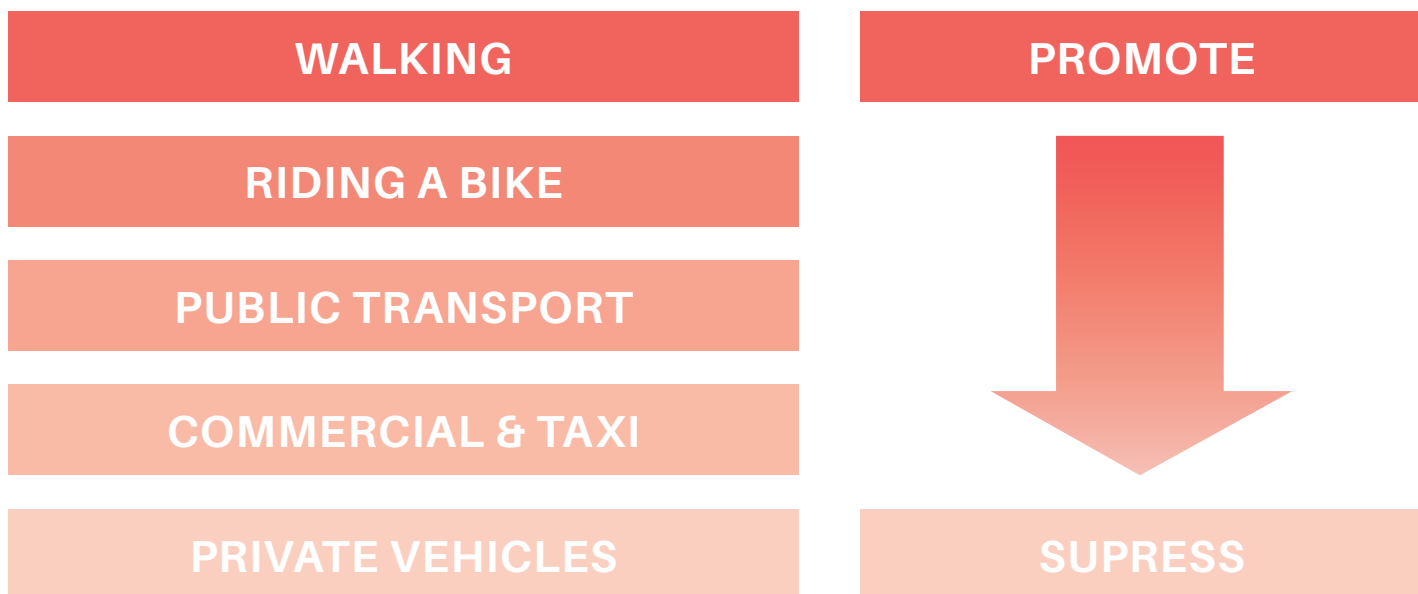 WALKING
PROMOTE
RIDING A BIKE
PUBLIC TRANSPORT
COMMERCIAL & TAXI
PRIVATE VEHICLES
SUPRESS